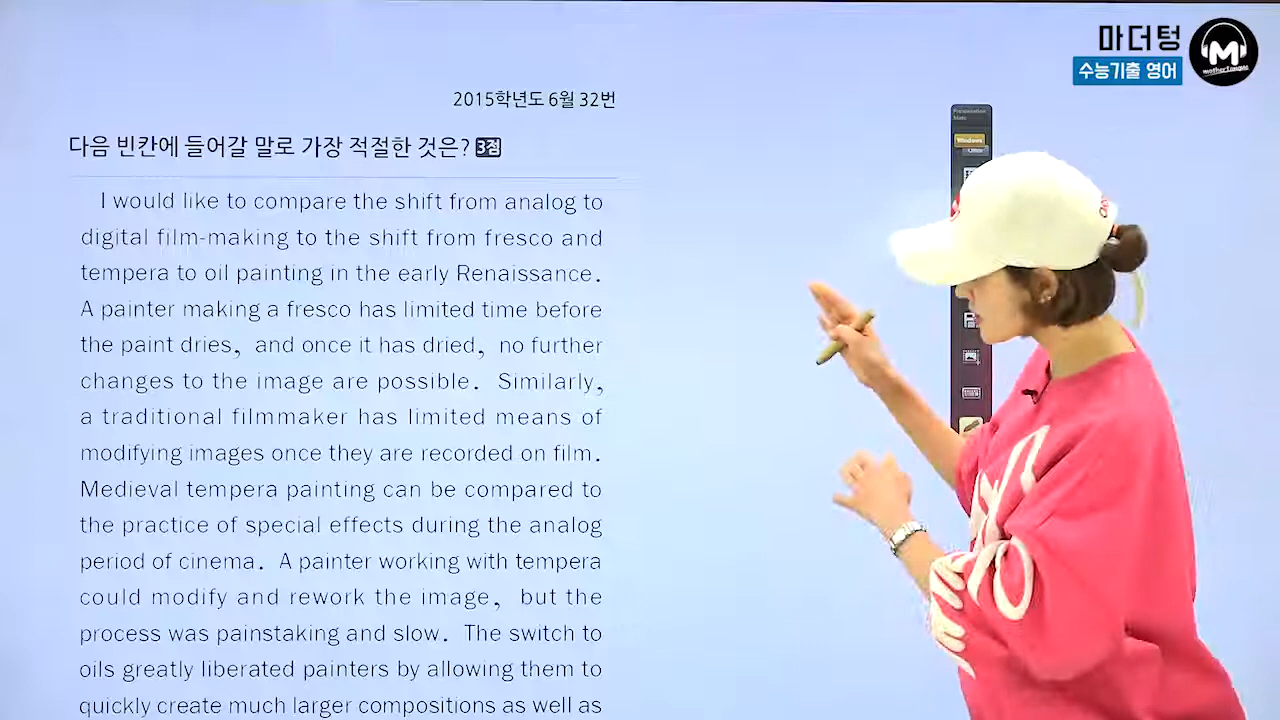 마더텅
수능기출 영어
mothertongue
2015학년도 6월 32번
다음 빈칸에 들어갈 가장 적절한 것은? 3점
I would like to compare the shift from analog to
digital film-making to the shift from fresco and
tempera to oil painting in the early Renaissance.
A painter making a fresco has limited time before
the paint dries, and once it has dried, no further
changes to the image are possible. Similarly,
a traditional filmmaker has limited means of
modifying images once they are recorded on film.
Medieval tempera painting can be compared to
the practice of special effects during the analog
period of cinema. A painter working with tempera
could modify and rework the image, but the
process was painstaking and slow. The switch to
oils greatly liberated painters by allowing them to
quickly create much larger compositions as well as